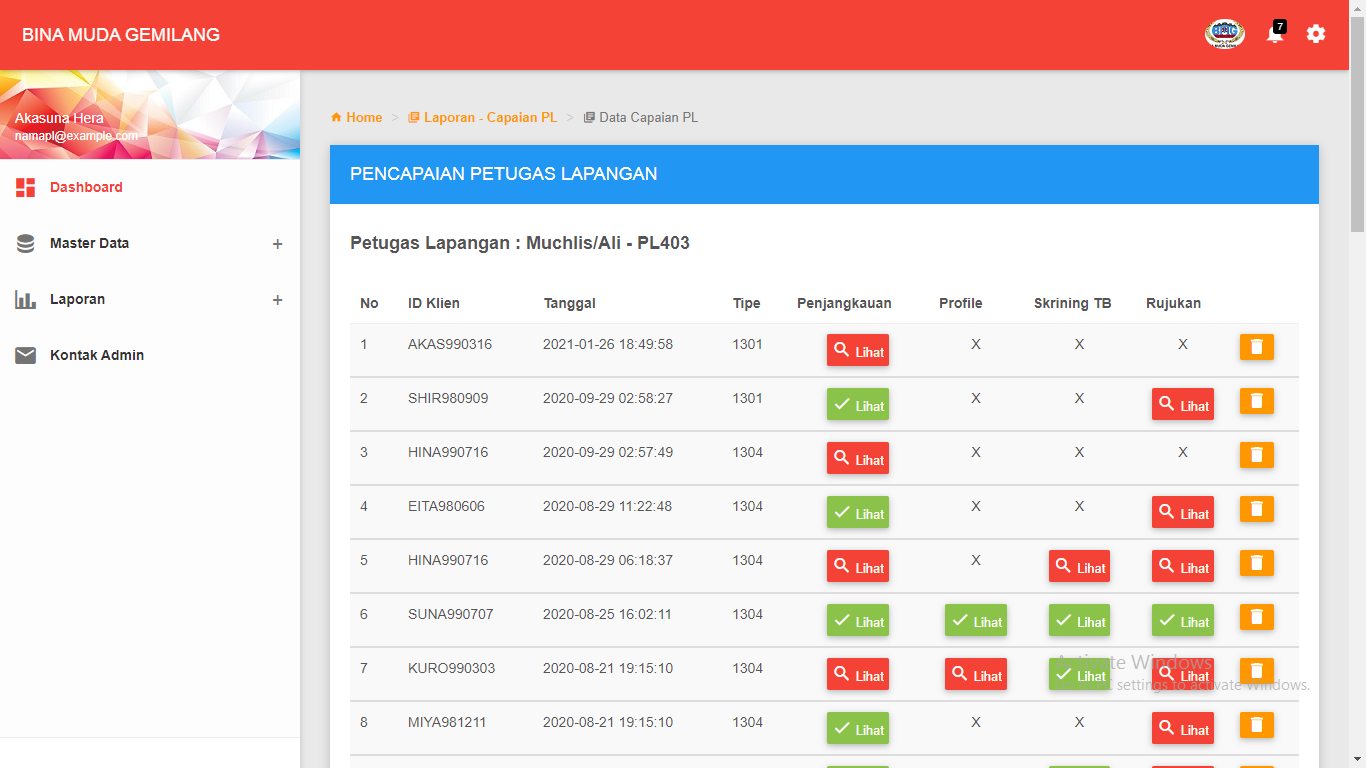 BINA MUDA GEMILANG
7
Akasuna Hera
namapl@example.com
Dashboard
Master Data +
Laporan +
Kontak Admin
Home > Laporan - Capaian PL > Data Capaian PL
PENCAPAIAN PETUGAS LAPANGAN
Petugas Lapangan : Muchlis/Ali - PL403
No ID Klien Tanggal Tipe Penjangkauan Profile Skrining TB Rujukan
1 AKAS990316 2021-01-26 18:49:58 1301 Lihat X X X
2 SHIR980909 2020-09-29 02:58:27 1301 Lihat X X Lihat
3 HINA990716 2020-09-29 02:57:49 1304 Lihat X X X
4 EITA980606 2020-08-29 11:22:48 1304 Lihat X X Lihat
5 HINA990716 2020-08-29 06:18:37 1304 Lihat X Lihat Lihat
6 SUNA990707 2020-08-25 16:02:11 1304 Lihat Lihat Lihat Lihat
7 KURO990303 2020-08-21 19:15:10 1304 Lihat Lihat Lihat Lihat
Activate Windows
settings to activate Windows.
8 MIYA981211 2020-08-21 19:15:10 1304 Lihat X X Lihat